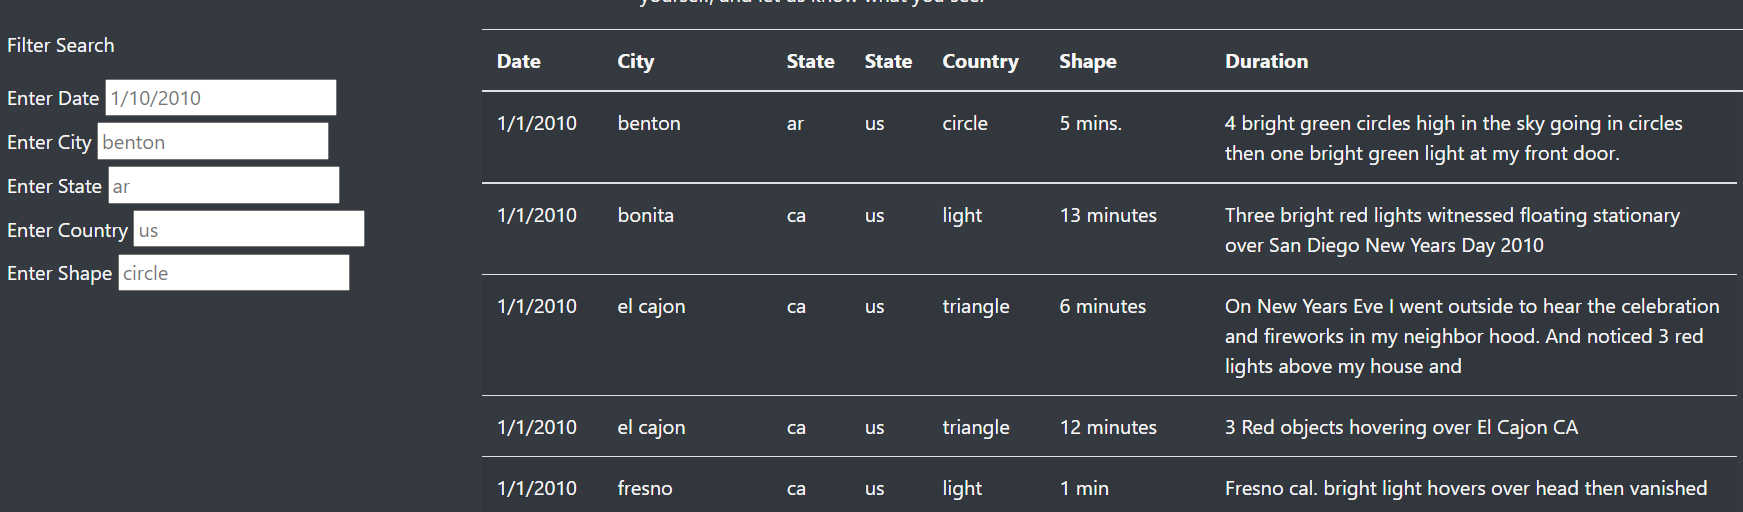 yourself, and let us know what you see!
Filter Search
Enter Date 1/10/2010
Enter City benton
Enter State ar
Enter Country us
Enter Shape circle
Date City State State Country Shape Duration
1/1/2010 benton ar us circle 5 mins. 4 bright green circles high in the sky going in circles
then one bright green light at my front door.
1/1/2010 bonita ca us light 13 minutes Three bright red lights witnessed floating stationary
over San Diego New Years Day 2010
1/1/2010 el cajon ca us triangle 6 minutes On New Years Eve I went outside to hear the celebration
and fireworks in my neighbor hood. And noticed 3 red
lights above my house and
1/1/2010 el cajon ca us triangle 12 minutes 3 Red objects hovering over El Cajon CA
1/1/2010 fresno ca us light 1 min Fresno cal. bright light hovers over head then vanished